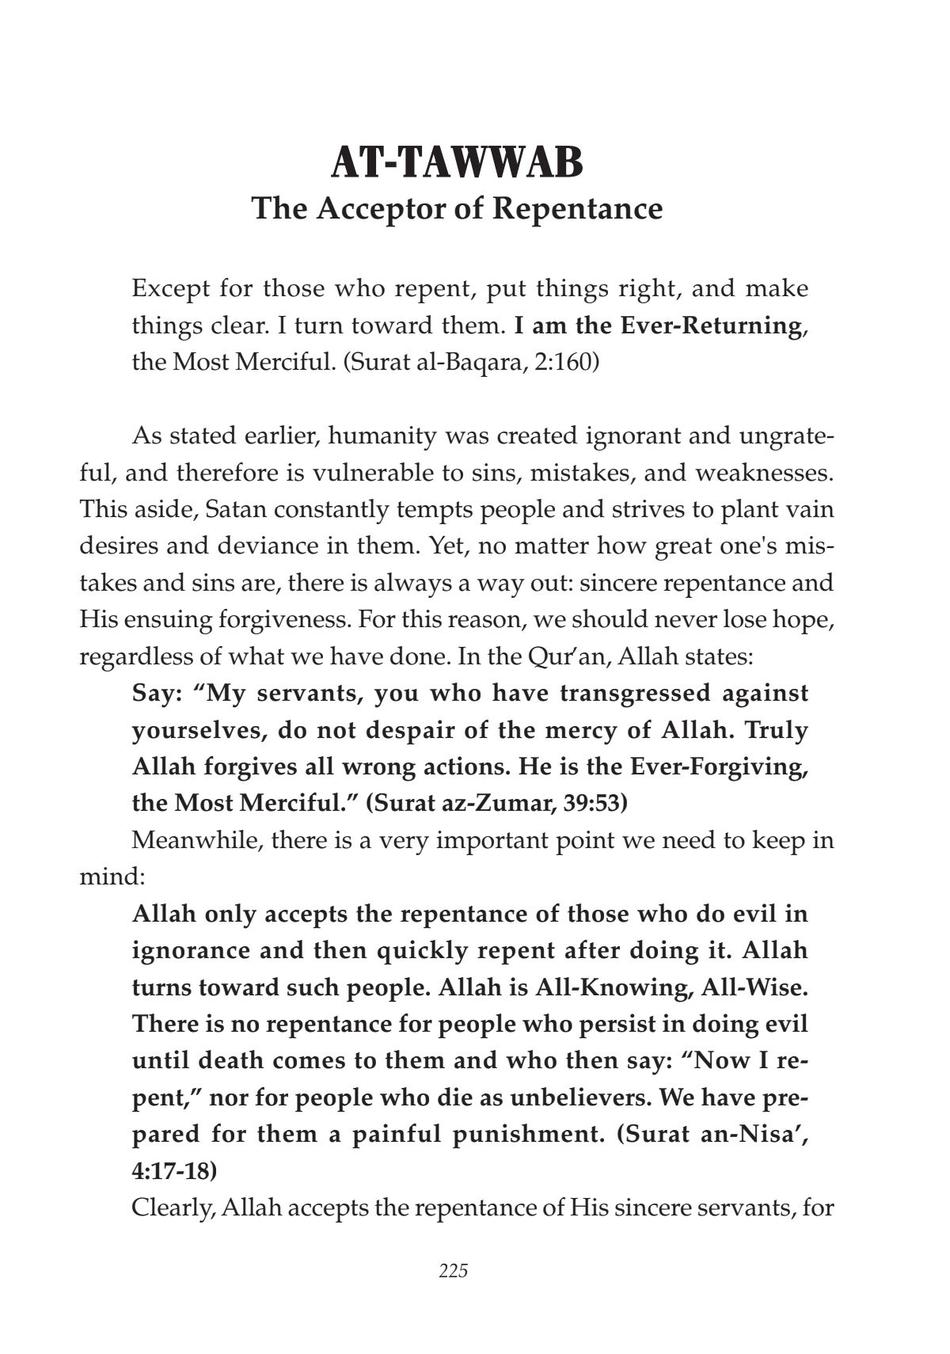 AT-TAWWAB
The Acceptor of Repentance
Except for those who repent, put things right, and make
things clear. I turn toward them. I am the Ever-Returning,
the Most Merciful. (Surat al-Baqara, 2:160)
As stated earlier, humanity was created ignorant and ungrate-
ful, and therefore is vulnerable to sins, mistakes, and weaknesses.
This aside, Satan constantly tempts people and strives to plant vain
desires and deviance in them. Yet, no matter how great one's mis-
takes and sins are, there is always a way out: sincere repentance and
His ensuing forgiveness. For this reason, we should never lose hope,
regardless of what we have done. In the Qur’an, Allah states:
Say: “My servants, you who have transgressed against
yourselves, do not despair of the mercy of Allah. Truly
Allah forgives all wrong actions. He is the Ever-Forgiving,
the Most Merciful.” (Surat az-Zumar, 39:53)
Meanwhile, there is a very important point we need to keep in
mind:
Allah only accepts the repentance of those who do evil in
ignorance and then quickly repent after doing it. Allah
turns toward such people. Allah is All-Knowing, All-Wise.
There is no repentance for people who persist in doing evil
until death comes to them and who then say: “Now I re-
pent,” nor for people who die as unbelievers. We have pre-
pared for them a painful punishment. (Surat an-Nisa’,
4:17-18)
Clearly, Allah accepts the repentance of His sincere servants, for
225